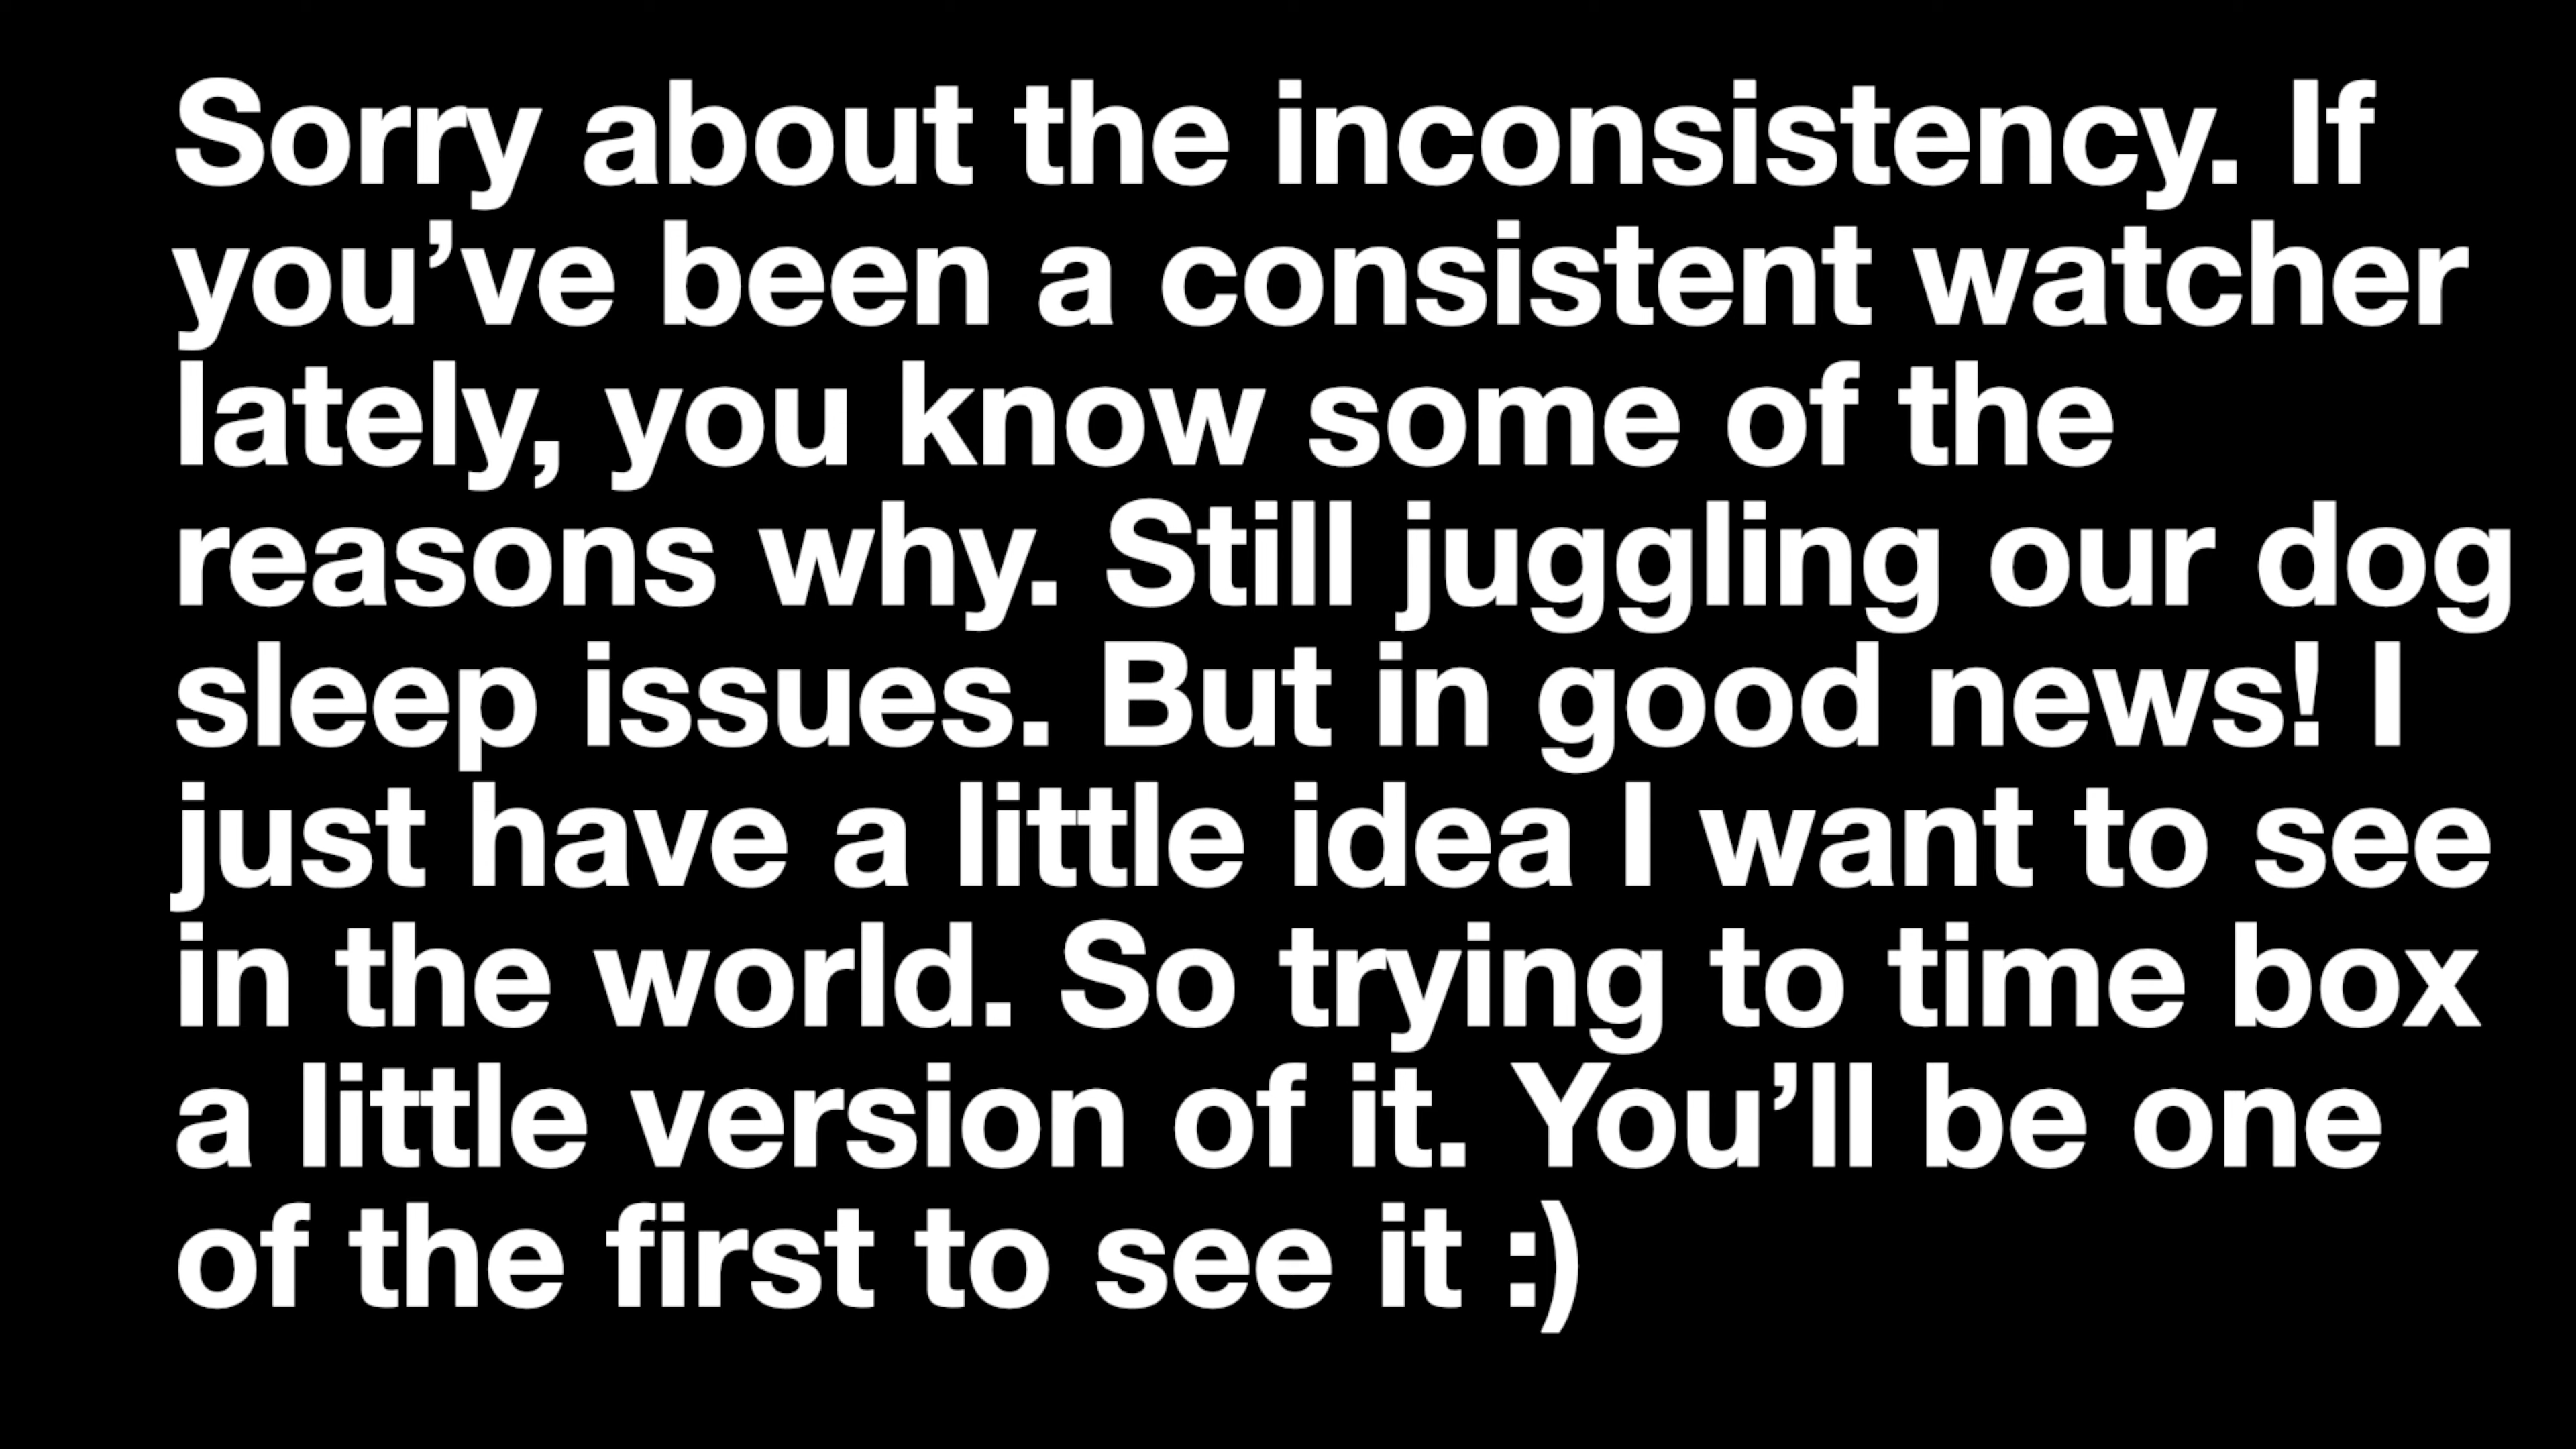 Sorry about the inconsistency. If
you’ve been a consistent watcher
lately, you know some of the
reasons why. Still juggling our dog
sleep issues. But in good news! I
just have a little idea I want to see
in the world. So trying to time box
a little version of it. You’ll be one
of the first to see it :)